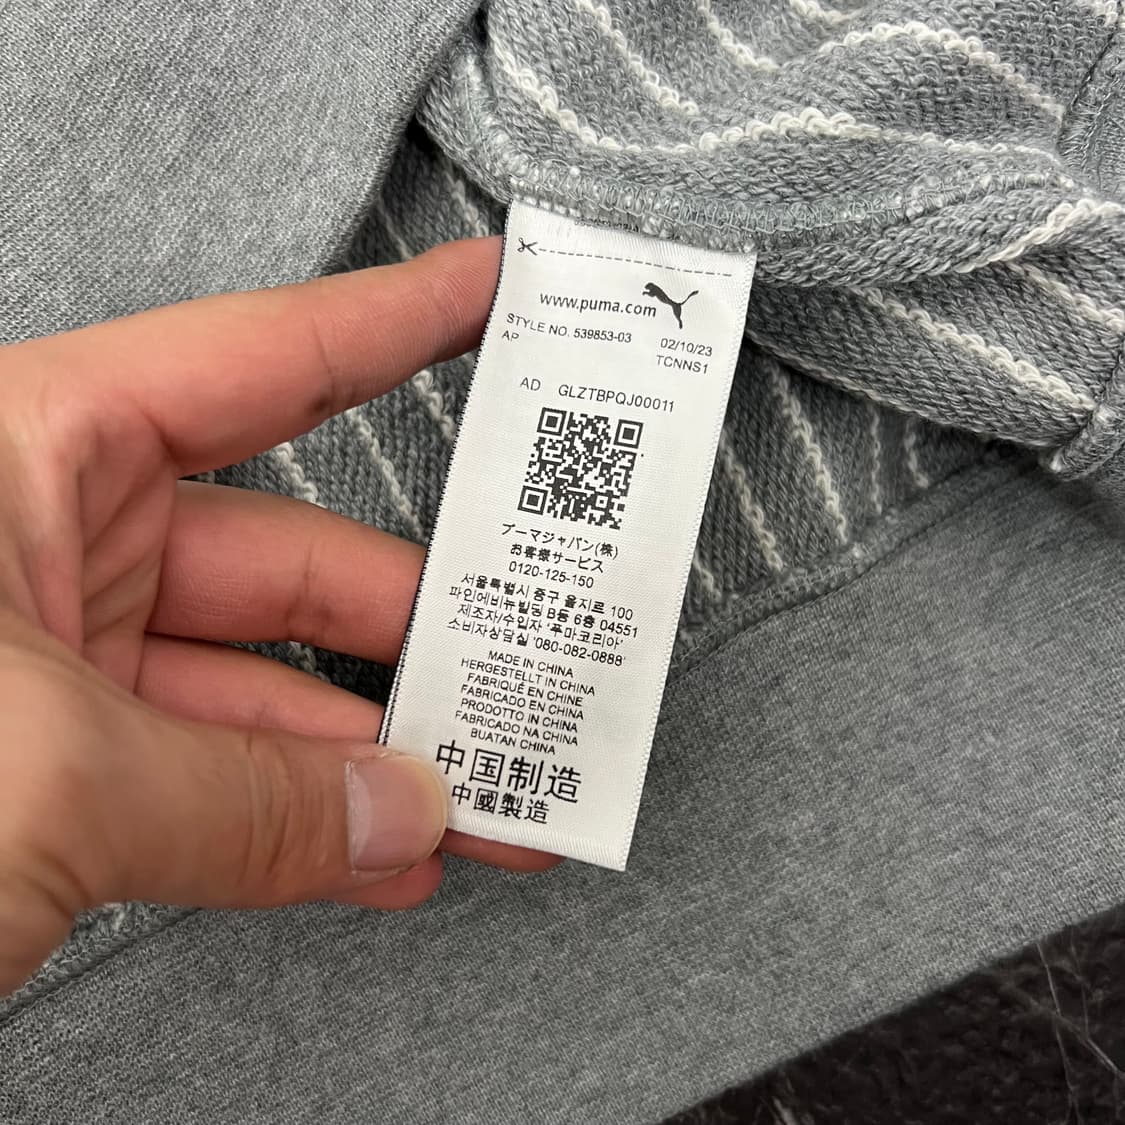 www.puma.com
STYLE NO. 539853-03 02/10/23
AP TCNNS1
AD GLZTBPQJ00011
プーマジャパン(株)
お客様サービス
0120-125-150
서울특별시 중구 을지로 100
파인에비뉴빌딩 B동 6층 04551
제조자/수입자 '푸마코리아'
소비자상담실 '080-082-0888'
MADE IN CHINA
HERGESTELLT IN CHINA
FABRIQUÉ EN CHINE
FABRICADO EN CHINA
PRODOTTO IN CHINA
FABRICADO NA CHINA
BUATAN CHINA
中国制造
中國製造